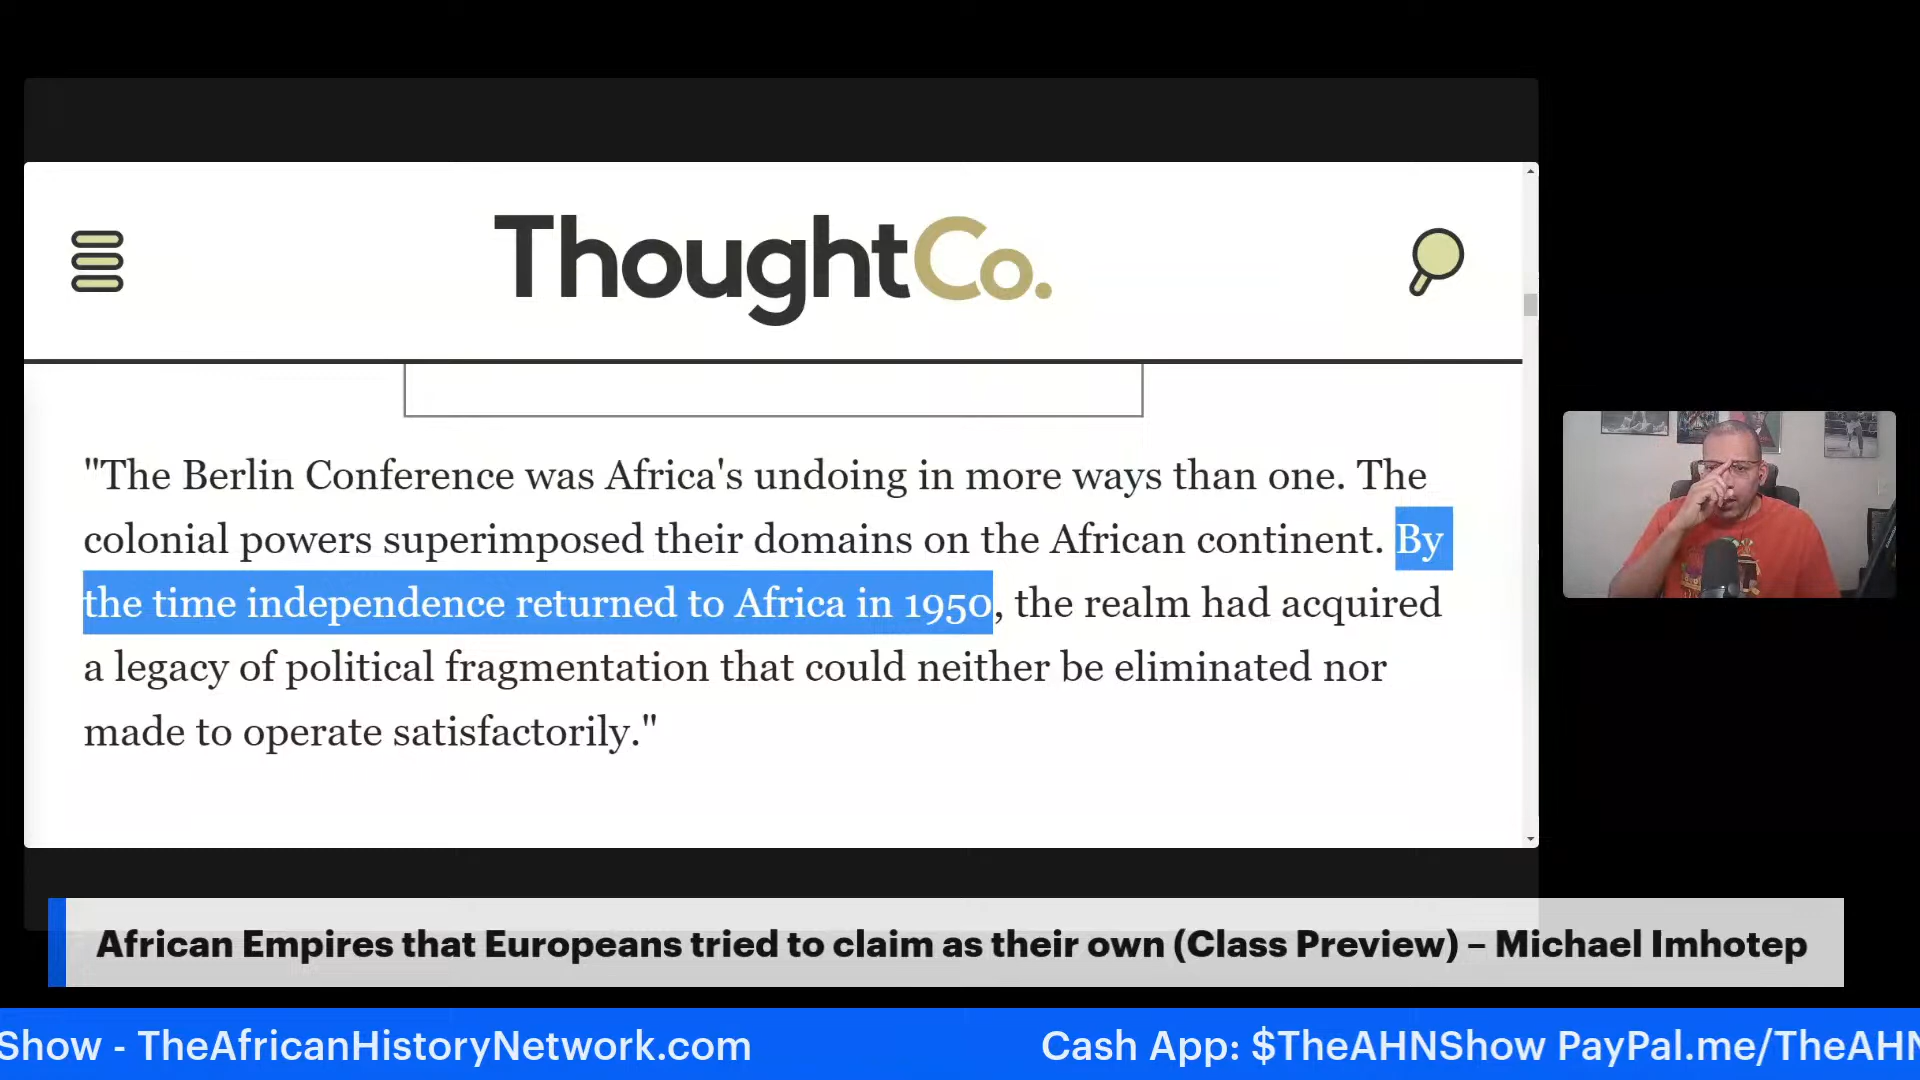 ThoughtCo.
"The Berlin Conference was Africa's undoing in more ways than one. The
colonial powers superimposed their domains on the African continent. By
the time independence returned to Africa in 1950, the realm had acquired
a legacy of political fragmentation that could neither be eliminated nor
made to operate satisfactorily."
African Empires that Europeans tried to claim as their own (Class Preview) – Michael Imhotep
Show - TheAfricanHistoryNetwork.com Cash App: $TheAHNShow PayPal.me/TheAHN